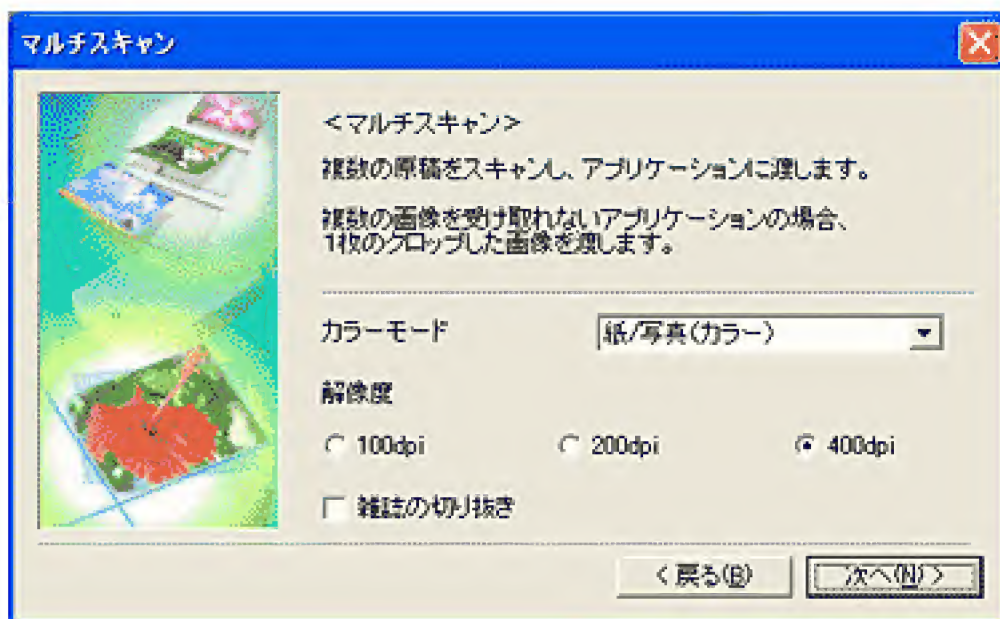 マルチスキャン
<マルチスキャン>
複数の原稿をスキャンし、アプリケーションに渡します。
複数の画像を受け取れないアプリケーションの場合、
1枚のクロップした画像を渡します。
カラーモード 紙/写真(カラー)
解像度
100dpi 200dpi 400dpi
雑誌の切り抜き
< 戻る(B) 次へ(N) >